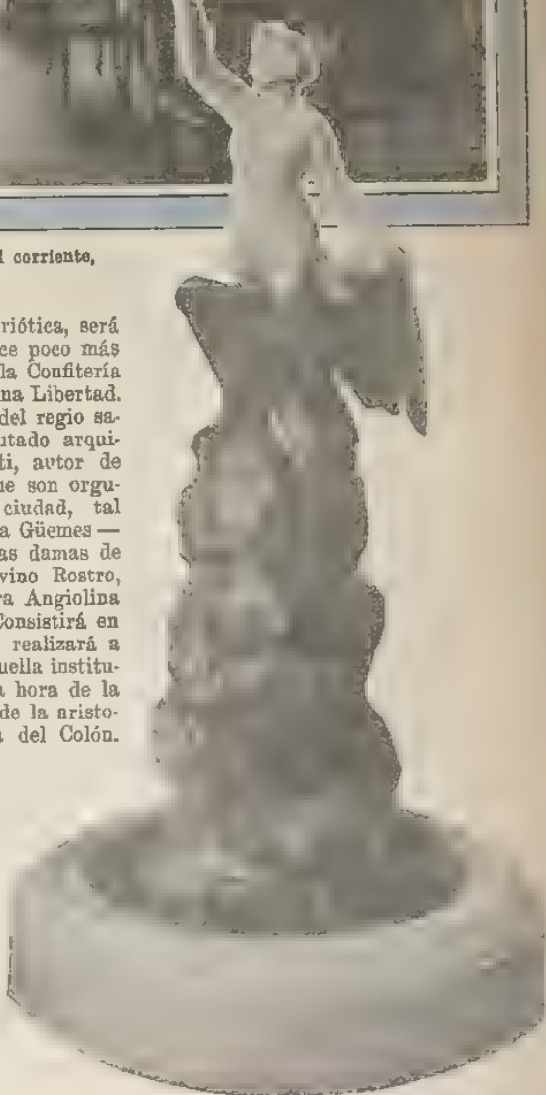 l corriente,
riótica, será
ce poco más
la Confitería
na Libertad.
del regio sa-
utado arqui-
ti, autor de
ue son orgu-
ciudad, tal
a Güemes —
as damas de
vino Rostro,
ra Angiolina
Consistirá en
realizará a
uella institu-
a hora de la
de la aristo-
a del Colón.